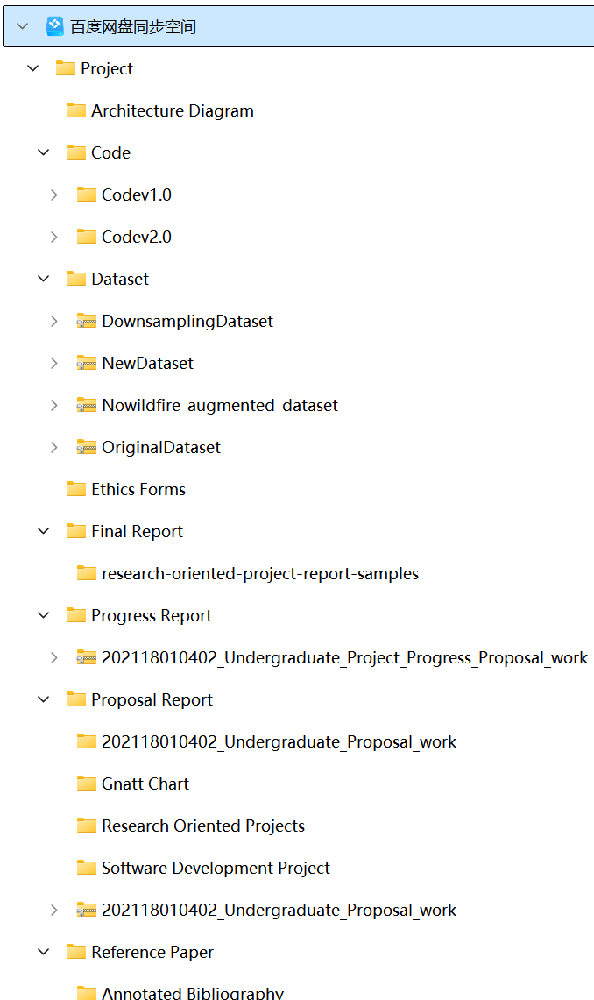 百度网盘同步空间
Project
Architecture Diagram
Code
Codev1.0
Codev2.0
Dataset
DownsamplingDataset
NewDataset
Nowildfire_augmented_dataset
OriginalDataset
Ethics Forms
Final Report
research-oriented-project-report-samples
Progress Report
202118010402_Undergraduate_Project_Progress_Proposal_work
Proposal Report
202118010402_Undergraduate_Proposal_work
Gnatt Chart
Research Oriented Projects
Software Development Project
202118010402_Undergraduate_Proposal_work
Reference Paper
Annotated Bibliography